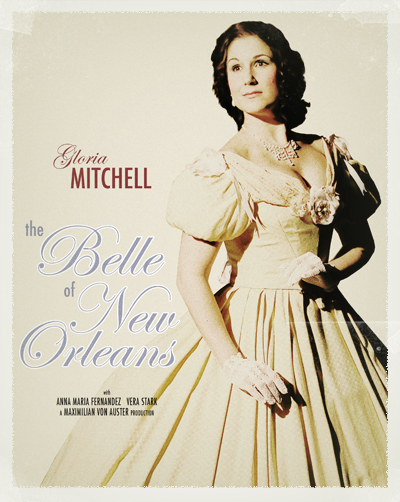 Gloria
MITCHELL
the
Belle
of
New
Orleans
with
ANNA MARIA FERNANDEZ VERA STARK
A MAXIMILIAN VON AUSTER PRODUCTION